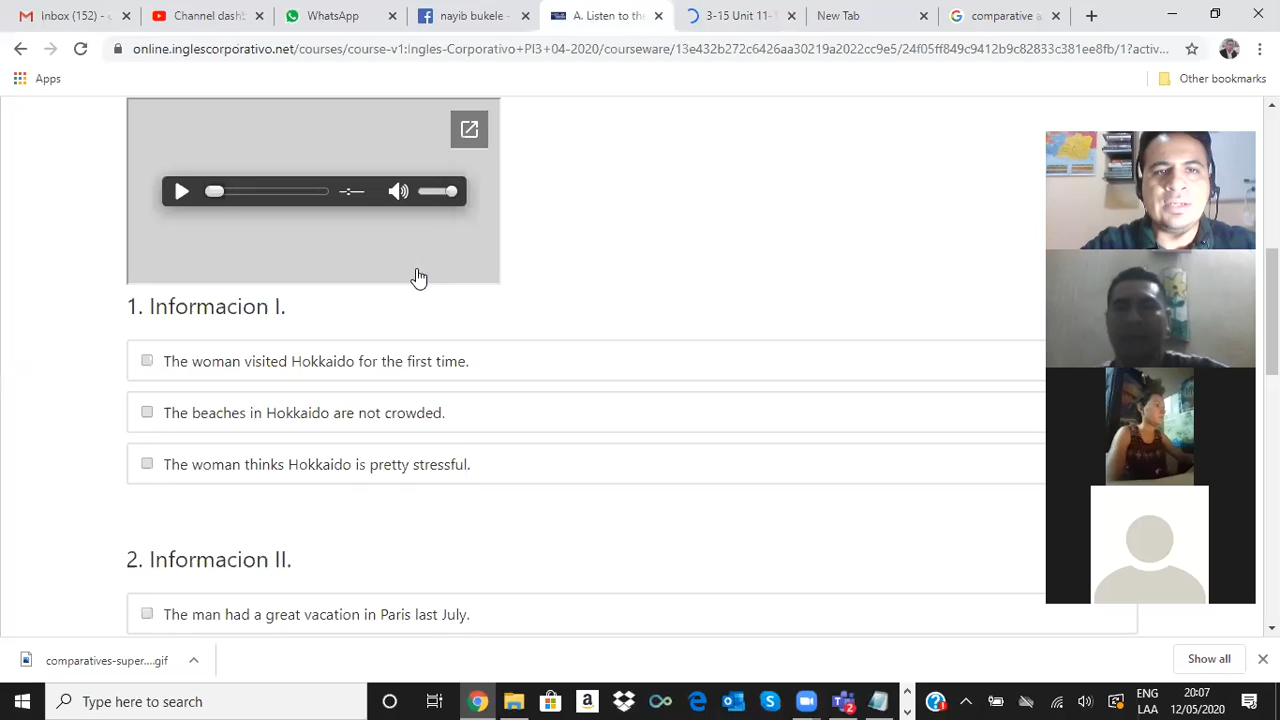 Inbox (152) - c
Channel dashb
WhatsApp
nayib bukele -
A. Listen to the
3-15 Unit 11-
New Tab
comparative a
online.inglescorporativo.net/courses/course-v1:Ingles-Corporativo+PI3+04-2020/courseware/13e432b272c6426aa30219a2022cc9e5/24f05ff849c9412b9c82833c381ee8fb/1?activ...
Apps
Other bookmarks
1. Informacion I.
The woman visited Hokkaido for the first time.
The beaches in Hokkaido are not crowded.
The woman thinks Hokkaido is pretty stressful.
2. Informacion II.
The man had a great vacation in Paris last July.
comparatives-super....gif
Show all
Type here to search
ENG
LAA
20:07
12/05/2020